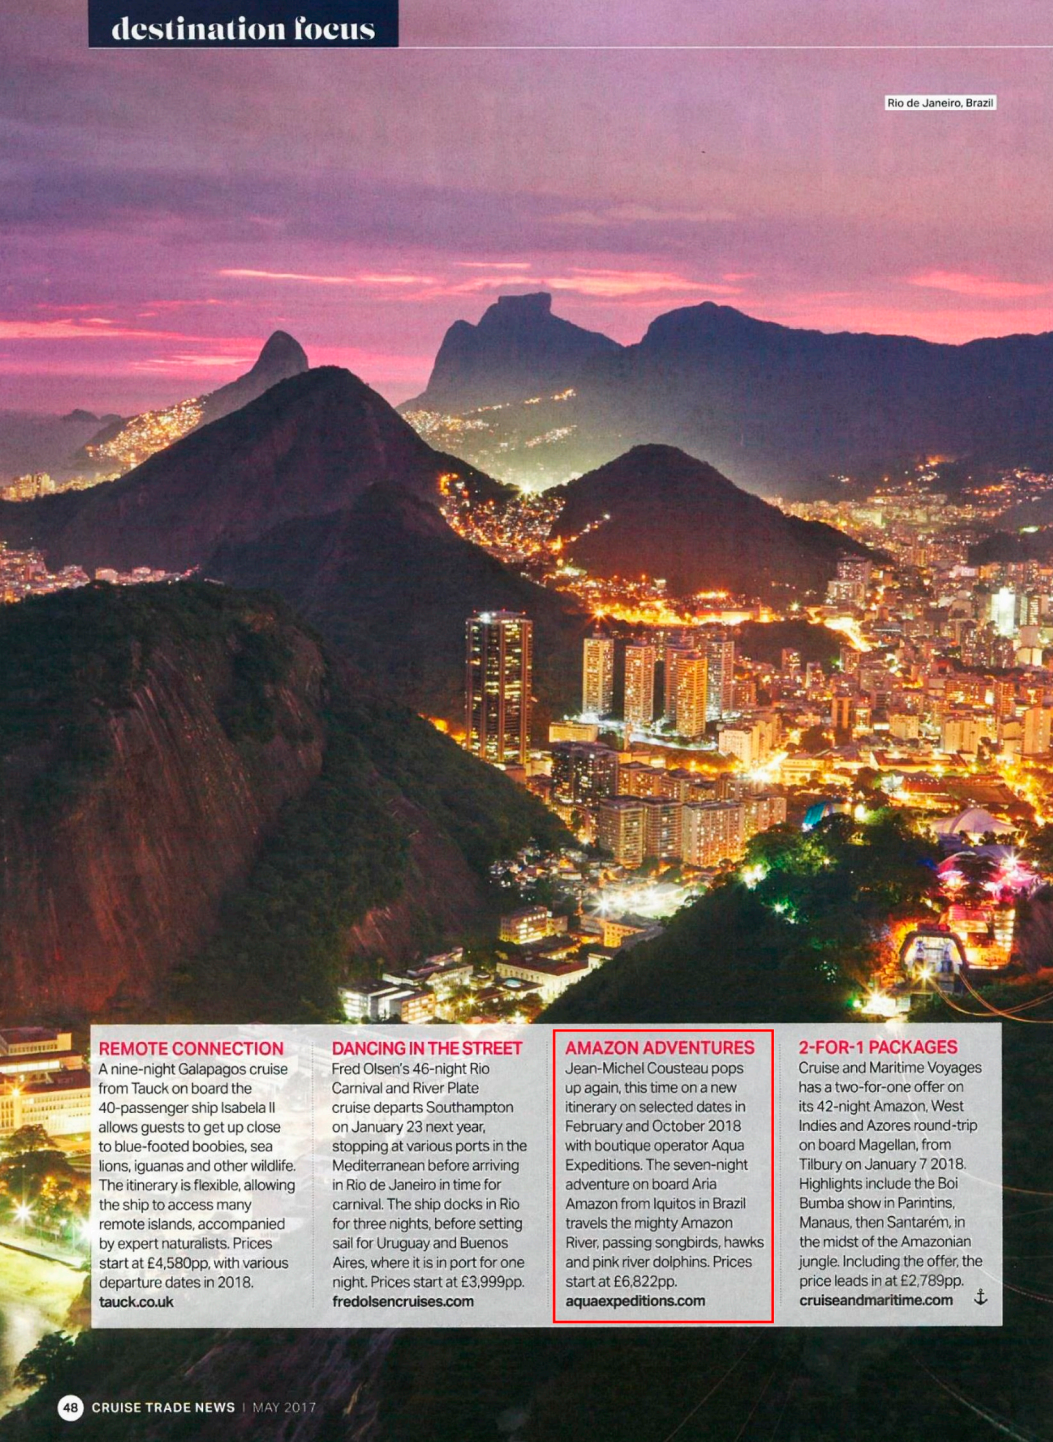 destination focus
Rio de Janeiro, Brazil
REMOTE CONNECTION
A nine-night Galapagos cruise
from Tauck on board the
40-passenger ship Isabela II
allows guests to get up close
to blue-footed boobies, sea
lions, iguanas and other wildlife.
The itinerary is flexible, allowing
the ship to access many
remote islands, accompanied
by expert naturalists. Prices
start at £4,580pp, with various
departure dates in 2018.
tauck.co.uk
DANCING IN THE STREET
Fred Olsen's 46-night Rio
Carnival and River Plate
cruise departs Southampton
on January 23 next year,
stopping at various ports in the
Mediterranean before arriving
in Rio de Janeiro in time for
carnival. The ship docks in Rio
for three nights, before setting
sail for Uruguay and Buenos
Aires, where it is in port for one
night. Prices start at £3,999pp.
fredolsencruises.com
AMAZON ADVENTURES
Jean-Michel Cousteau pops
up again, this time on a new
itinerary on selected dates in
February and October 2018
with boutique operator Aqua
Expeditions. The seven-night
adventure on board Aria
Amazon from Iquitos in Brazil
travels the mighty Amazon
River, passing songbirds, hawks
and pink river dolphins. Prices
start at £6,822pp.
aquaexpeditions.com
2-FOR-1 PACKAGES
Cruise and Maritime Voyages
has a two-for-one offer on
its 42-night Amazon, West
Indies and Azores round-trip
on board Magellan, from
Tilbury on January 7 2018.
Highlights include the Boi
Bumba show in Parintins,
Manaus, then Santarém, in
the midst of the Amazonian
jungle. Including the offer, the
price leads in at £2,789pp.
cruiseandmaritime.com
48 CRUISE TRADE NEWS | MAY 2017